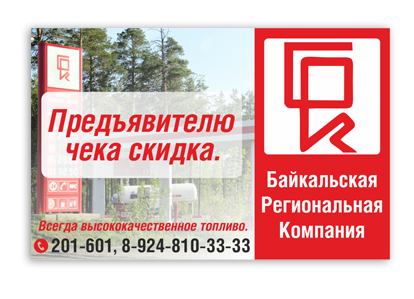 Предъявителю
чека скидка.
Всегда высококачественное топливо.
201-601, 8-924-810-33-33
Байкальская
Региональная
Компания